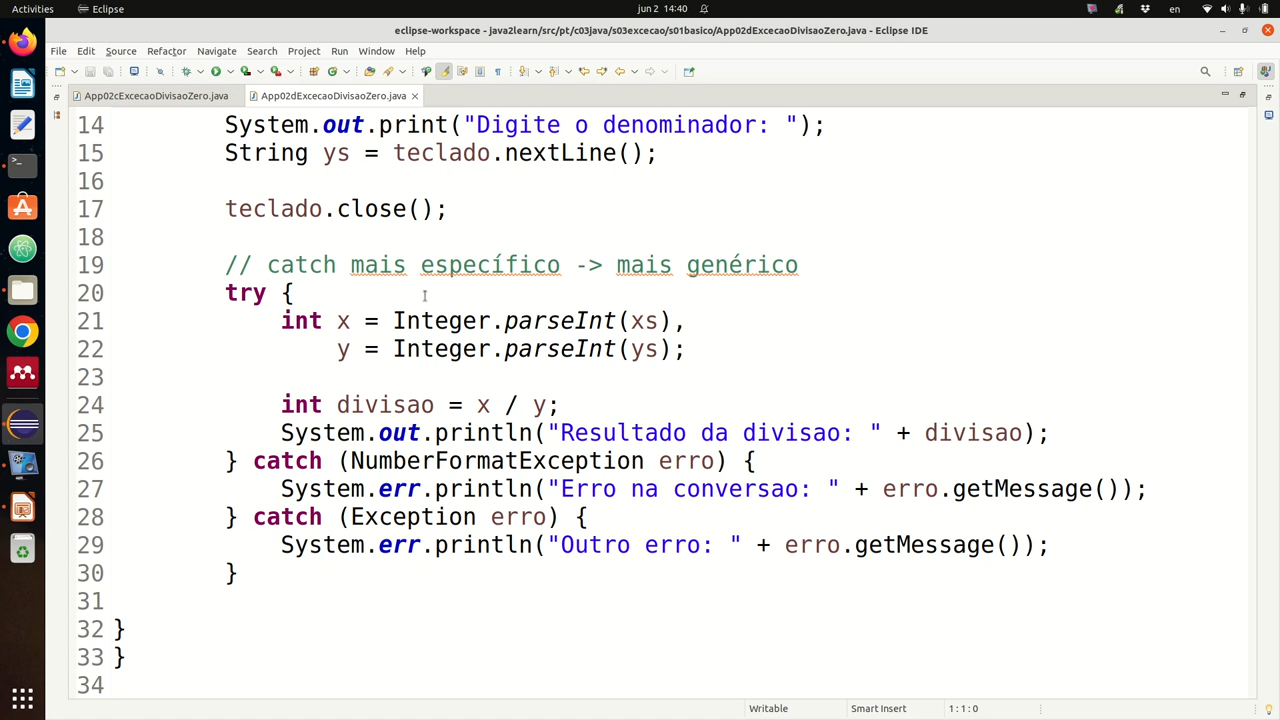 Activities Eclipse jun 2 14:40 en
eclipse-workspace - java2learn/src/pt/c03java/s03excecao/s01basico/App02dExcecaoDivisaoZero.java - Eclipse IDE
File Edit Source Refactor Navigate Search Project Run Window Help
App02cExcecaoDivisaoZero.java App02dExcecaoDivisaoZero.java
14 System.out.print("Digite o denominador: ");
15 String ys = teclado.nextLine();
16
17 teclado.close();
18
19 // catch mais específico -> mais genérico
20 try {
21 int x = Integer.parseInt(xs),
22 y = Integer.parseInt(ys);
23
24 int divisao = x / y;
25 System.out.println("Resultado da divisao: " + divisao);
26 } catch (NumberFormatException erro) {
27 System.err.println("Erro na conversao: " + erro.getMessage());
28 } catch (Exception erro) {
29 System.err.println("Outro erro: " + erro.getMessage());
30 }
31
32 }
33 }
34
Writable Smart Insert 1:1:0